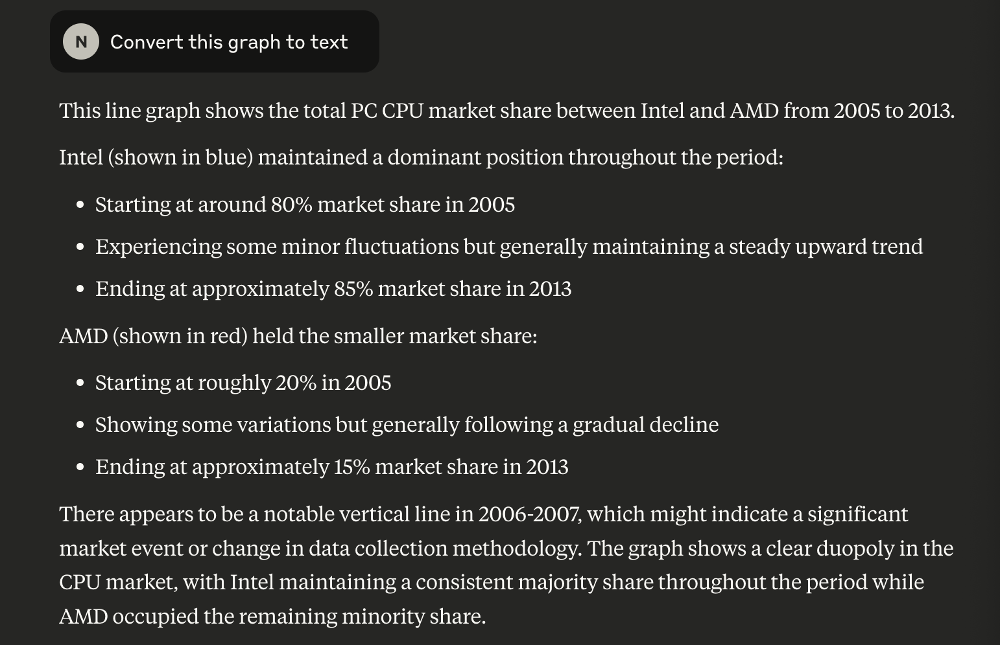 N Convert this graph to text
This line graph shows the total PC CPU market share between Intel and AMD from 2005 to 2013.
Intel (shown in blue) maintained a dominant position throughout the period:
• Starting at around 80% market share in 2005
• Experiencing some minor fluctuations but generally maintaining a steady upward trend
• Ending at approximately 85% market share in 2013
AMD (shown in red) held the smaller market share:
• Starting at roughly 20% in 2005
• Showing some variations but generally following a gradual decline
• Ending at approximately 15% market share in 2013
There appears to be a notable vertical line in 2006-2007, which might indicate a significant
market event or change in data collection methodology. The graph shows a clear duopoly in the
CPU market, with Intel maintaining a consistent majority share throughout the period while
AMD occupied the remaining minority share.